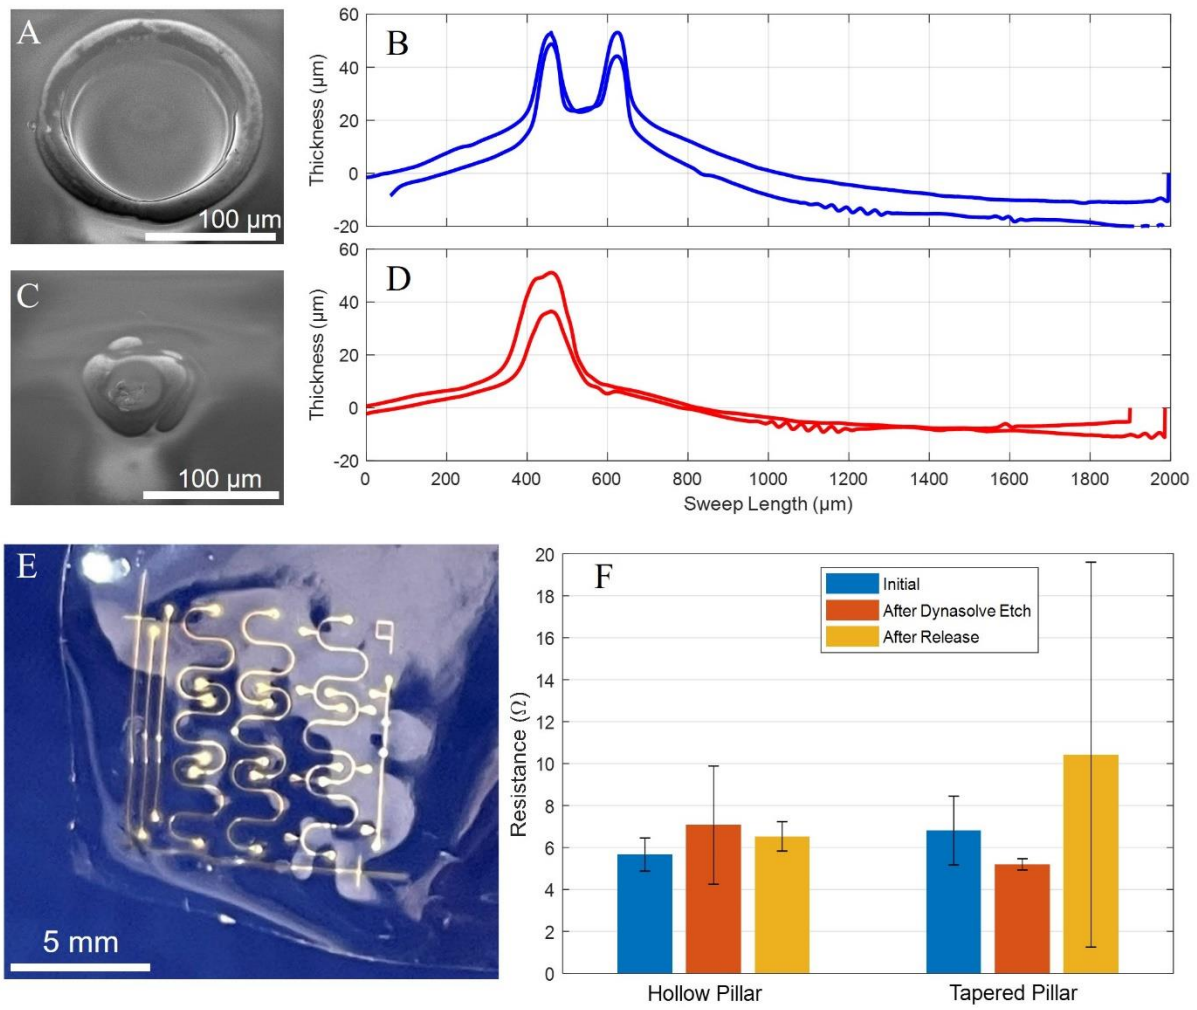 A
100 µm
B
Thickness (µm)
60
40
20
0
-20
C
100 µm
D
Thickness (µm)
60
40
20
0
-20
0 200 400 600 800 1000 1200 1400 1600 1800 2000
Sweep Length (µm)
E
5 mm
F
Resistance (Ω)
20
18
16
14
12
10
8
6
4
2
0
Initial
After Dynasolve Etch
After Release
Hollow Pillar Tapered Pillar